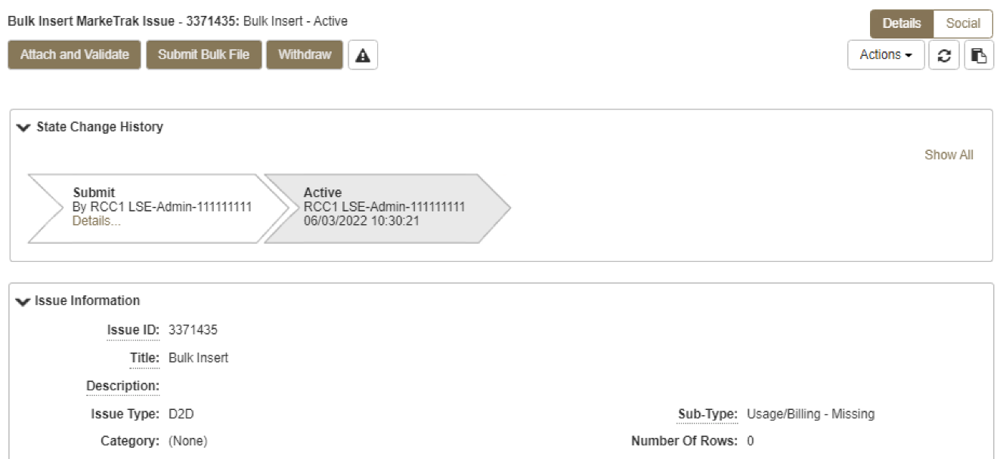 Bulk Insert MarkeTrak Issue - 3371435: Bulk Insert - Active
Details Social
Attach and Validate Submit Bulk File Withdraw Actions
State Change History
Show All
Submit
By RCC1 LSE-Admin-111111111
Details...
Active
RCC1 LSE-Admin-111111111
06/03/2022 10:30:21
Issue Information
Issue ID: 3371435
Title: Bulk Insert
Description:
Issue Type: D2D Sub-Type: Usage/Billing - Missing
Category: (None) Number Of Rows: 0